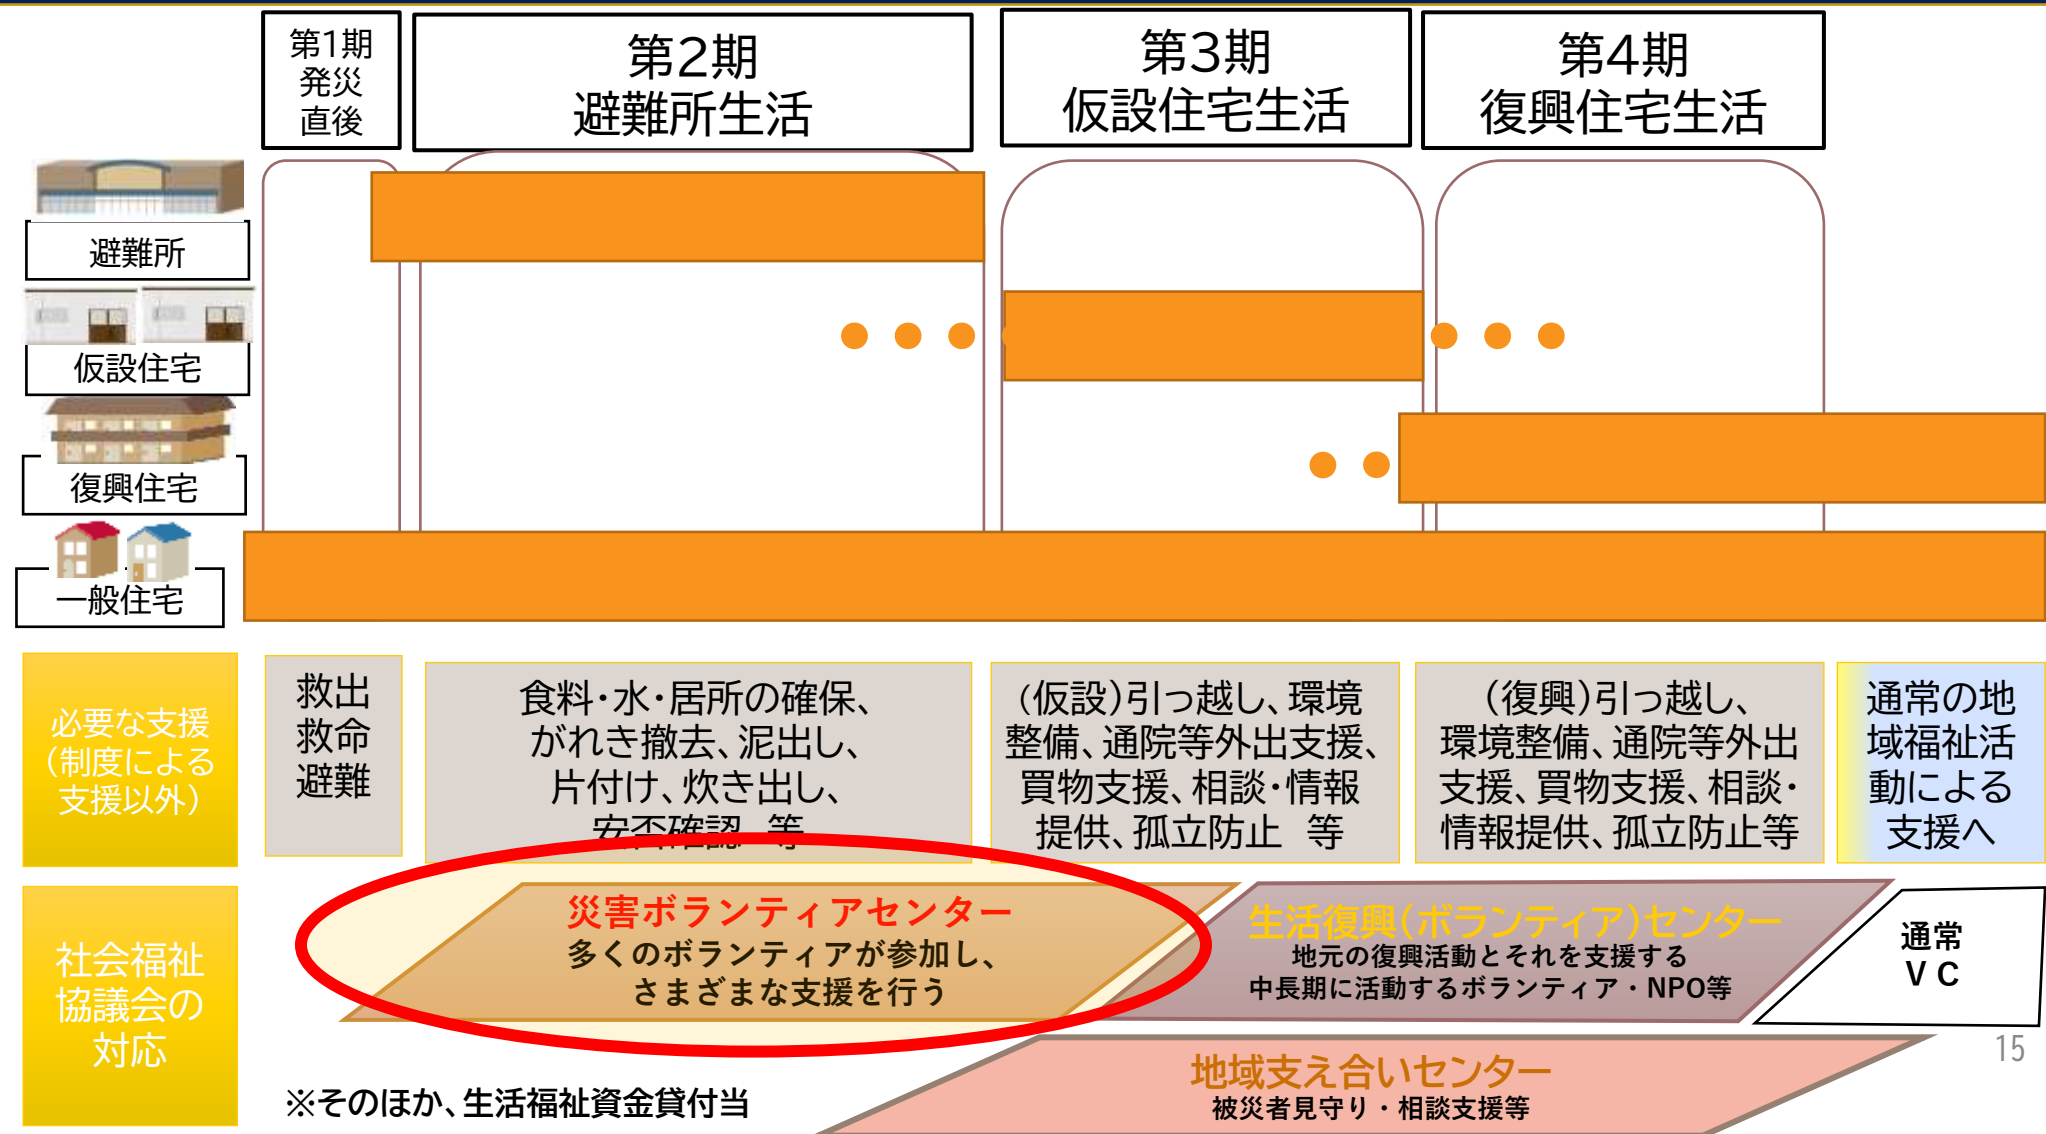 第1期
発災
直後
第2期
避難所生活
第3期
仮設住宅生活
第4期
復興住宅生活
避難所
仮設住宅
復興住宅
一般住宅
必要な支援
（制度による
支援以外）
救出
救命
避難
食料・水・居所の確保、
がれき撤去、泥出し、
片付け、炊き出し、
安否確認　等
（仮設）引っ越し、環境
整備、通院等外出支援、
買物支援、相談・情報
提供、孤立防止　等
（復興）引っ越し、
環境整備、通院等外出
支援、買物支援、相談・
情報提供、孤立防止等
通常の地
域福祉活
動による
支援へ
社会福祉
協議会の
対応
災害ボランティアセンター
多くのボランティアが参加し、
さまざまな支援を行う
生活復興（ボランティア）センター
地元の復興活動とそれを支援する
中長期に活動するボランティア・NPO等
通常
ＶＣ
地域支え合いセンター
被災者見守り・相談支援等
※そのほか、生活福祉資金貸付当
15